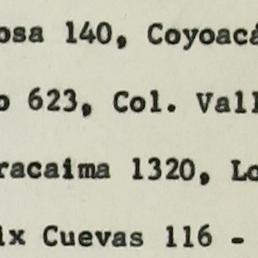 osa 140, Coyoacá
o 623, Col. Vall
racaima 1320, Lo
ix Cuevas 116 -